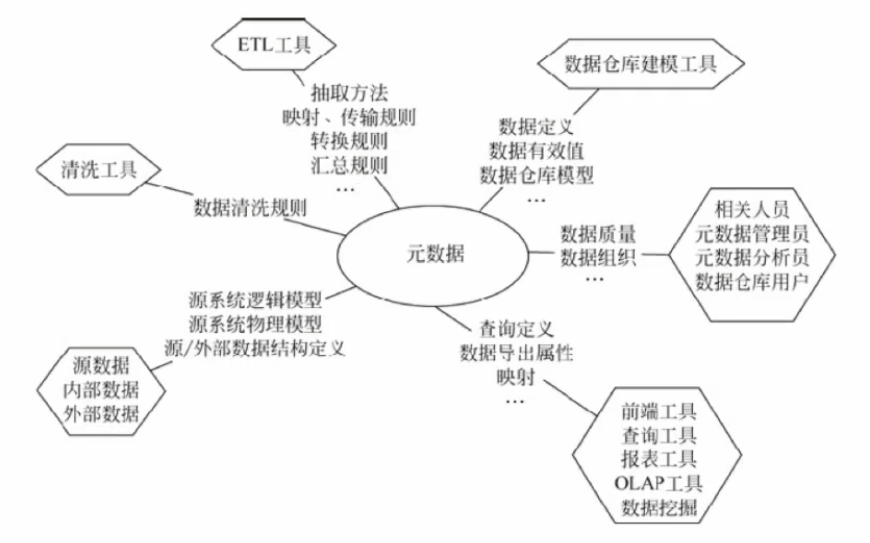 ETL工具
抽取方法
映射、传输规则
转换规则
汇总规则
…
数据仓库建模工具
数据定义
数据有效值
数据仓库模型
…
清洗工具
数据清洗规则
元数据
数据质量
数据组织
…
相关人员
元数据管理员
元数据分析员
数据仓库用户
源系统逻辑模型
源系统物理模型
源/外部数据结构定义
源数据
内部数据
外部数据
查询定义
数据导出属性
映射
…
前端工具
查询工具
报表工具
OLAP工具
数据挖掘